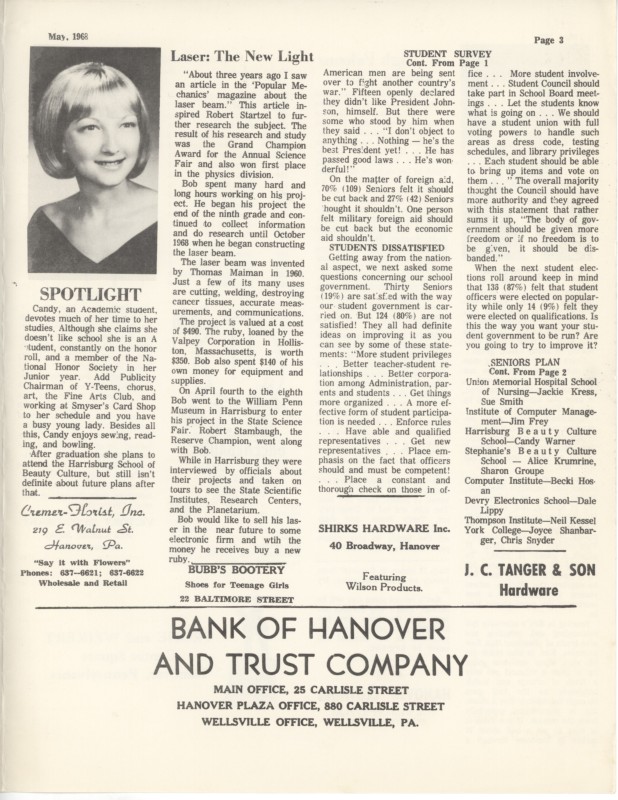 May, 1968
Page 3
SPOTLIGHT
Candy, an Academic student,
devotes much of her time to her
studies. Although she claims she
doesn't like school she is an A
student, constantly on the honor
roll, and a member of the Na-
tional Honor Society in her
Junior year. Add Publicity
Chairman of Y-Teens, chorus,
art, the Fine Arts Club, and
working at Smyser's Card Shop
to her schedule and you have
a busy young lady. Besides all
this, Candy enjoys sewing, read-
ing, and bowling.
After graduation she plans to
attend the Harrisburg School of
Beauty Culture, but still isn't
definite about future plans after
that.
Cremer-Florist, Inc.
219 E. Walnut St.
Hanover, Pa.
"Say it with Flowers"
Phones: 637-6621; 637-6622
Wholesale and Retail
Laser: The New Light
"About three years ago I saw
an article in the 'Popular Me-
chanics' magazine about the
laser beam." This article in-
spired Robert Startzel to fur-
ther research the subject. The
result of his research and study
was the Grand Champion
Award for the Annual Science
Fair and also won first place
in the physics division.
Bob spent many hard and
long hours working on his proj-
ect. He began his project the
end of the ninth grade and con-
tinued to collect information
and do research until October
1968 when he began constructing
the laser beam.
The laser beam was invented
by Thomas Maiman in 1960.
Just a few of its many uses
are cutting, welding, destroying
cancer tissues, accurate meas-
urements, and communications.
The project is valued at a cost
of $490. The ruby, loaned by the
Valpey Corporation in Hollis-
ton, Massachusetts, is worth
$350. Bob also spent $140 of his
own money for equipment and
supplies.
On April fourth to the eighth
Bob went to the William Penn
Museum in Harrisburg to enter
his project in the State Science
Fair. Robert Stambaugh, the
Reserve Champion, went along
with Bob.
While in Harrisburg they were
interviewed by officials about
their projects and taken on
tours to see the State Scientific
Institutes, Research Centers,
and the Planetarium.
Bob would like to sell his las-
er in the near future to some
electronic firm and wtih the
money he receives buy a new
ruby.
BUBB'S BOOTERY
Shoes for Teenage Girls
22 BALTIMORE STREET
STUDENT SURVEY
Cont. From Page 1
American men are being sent
over to fight another country's
war." Fifteen openly declared
they didn't like President John-
son, himself. But there were
some who stood by him when
they said . . . "I don't object to
anything . . . Nothing — he's the
best President yet! . . . He has
passed good laws . . . He's won-
derful!"
On the matter of foreign aid,
70% (109) Seniors felt it should
be cut back and 27% (42) Seniors
thought it shouldn't. One person
felt military foreign aid should
be cut back but the economic
aid shouldn't.
STUDENTS DISSATISFIED
Getting away from the nation-
al aspect, we next asked some
questions concerning our school
government. Thirty Seniors
(19%) are satisfied with the way
our student government is car-
ried on. But 124 (80%) are not
satisfied! They all had definite
ideas on improving it as you
can see by some of these state-
ments: "More student privileges
. . . Better teacher-student re-
lationships . . . Better corpora-
tion among Administration, par-
ents and students . . . Get things
more organized . . . A more ef-
fective form of student participa-
tion is needed . . . Enforce rules
. . . Have able and qualified
representatives . . . Get new
representatives . . . Place em-
phasis on the fact that officers
should and must be competent!
. . . Place a constant and
thorough check on those in of-
SHIRKS HARDWARE Inc.
40 Broadway, Hanover
Featuring
Wilson Products.
fice . . . More student involve-
ment . . . Student Council should
take part in School Board meet-
ings . . . Let the students know
what is going on . . . We should
have a student union with full
voting powers to handle such
areas as dress code, testing
schedules, and library privileges
. . . Each student should be able
to bring up items and vote on
them . . ." The overall majority
thought the Council should have
more authority and they agreed
with this statement that rather
sums it up, "The body of gov-
ernment should be given more
freedom or if no freedom is to
be given, it should be dis-
banded."
When the next student elec-
tions roll around keep in mind
that 133 (87%) felt that student
officers were elected on popular-
ity while only 14 (9%) felt they
were elected on qualifications. Is
this the way you want your stu-
dent government to be run? Are
you going to try to improve it?
SENIORS PLAN
Cont. From Page 2
Union Memorial Hospital School
of Nursing—Jackie Kress,
Sue Smith
Institute of Computer Manage-
ment—Jim Frey
Harrisburg Beauty Culture
School—Candy Warner
Stephanie's Beauty Culture
School — Alice Krumrine,
Sharon Groupe
Computer Institute—Becki Hos-
an
Devry Electronics School—Dale
Lippy
Thompson Institute—Neil Kessel
York College—Joyce Shanbar-
ger, Chris Snyder
J. C. TANGER & SON
Hardware
BANK OF HANOVER
AND TRUST COMPANY
MAIN OFFICE, 25 CARLISLE STREET
HANOVER PLAZA OFFICE, 880 CARLISLE STREET
WELLSVILLE OFFICE, WELLSVILLE, PA.